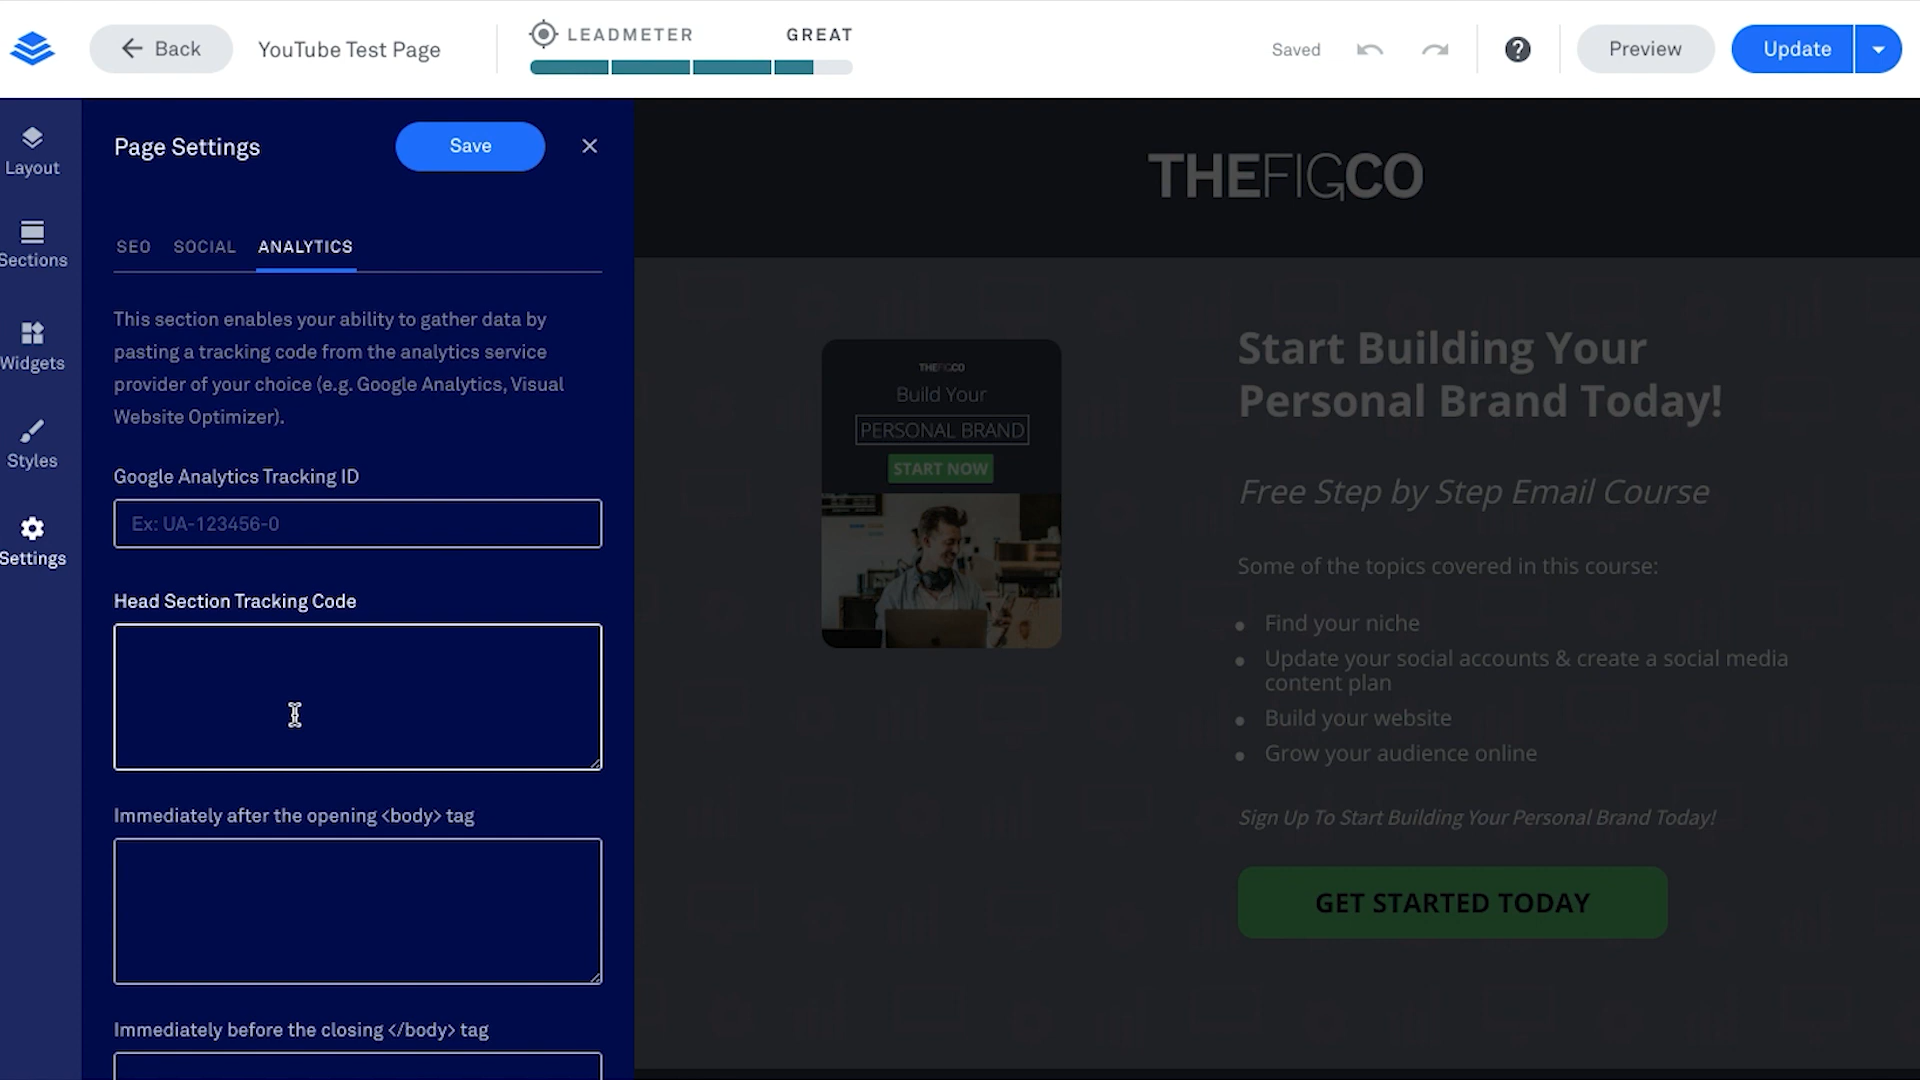 Back
YouTube Test Page
LEADMETER
GREAT
Saved
Preview
Update
Layout
Sections
Widgets
Styles
Settings
Page Settings
Save
SEO
SOCIAL
ANALYTICS
This section enables your ability to gather data by
pasting a tracking code from the analytics service
provider of your choice (e.g. Google Analytics, Visual
Website Optimizer).
Google Analytics Tracking ID
Ex: UA-123456-0
Head Section Tracking Code
Immediately after the opening <body> tag
Immediately before the closing </body> tag
THEFIGCO
THEFIGCO
Build Your
PERSONAL BRAND
START NOW
Start Building Your
Personal Brand Today!
Free Step by Step Email Course
Some of the topics covered in this course:
Find your niche
Update your social accounts & create a social media
content plan
Build your website
Grow your audience online
Sign Up To Start Building Your Personal Brand Today!
GET STARTED TODAY